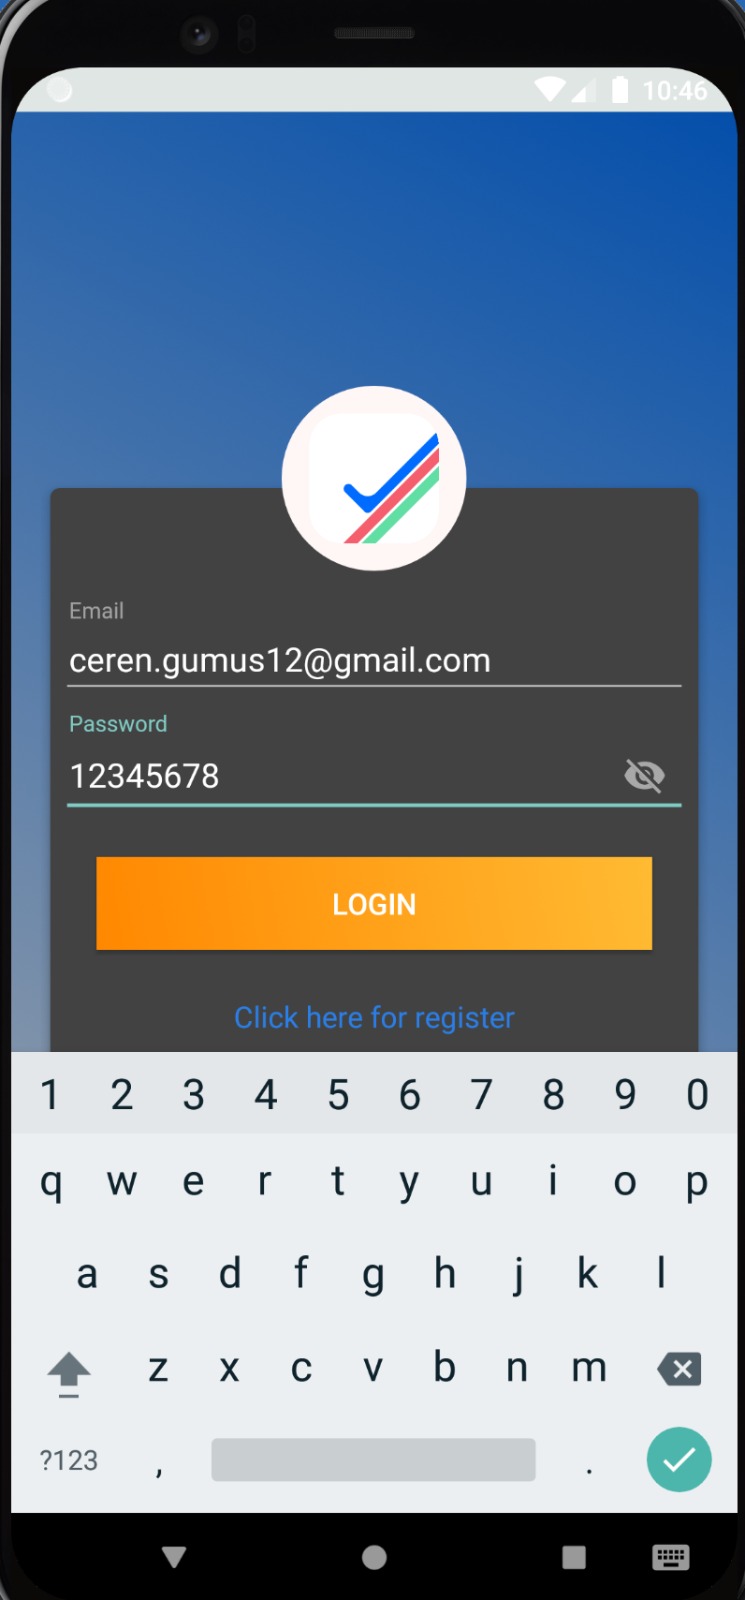 10:46
Email
ceren.gumus12@gmail.com
Password
12345678
LOGIN
Click here for register
1 2 3 4 5 6 7 8 9 0
q w e r t y u i o p
a s d f g h j k l
z x c v b n m
?123 , .